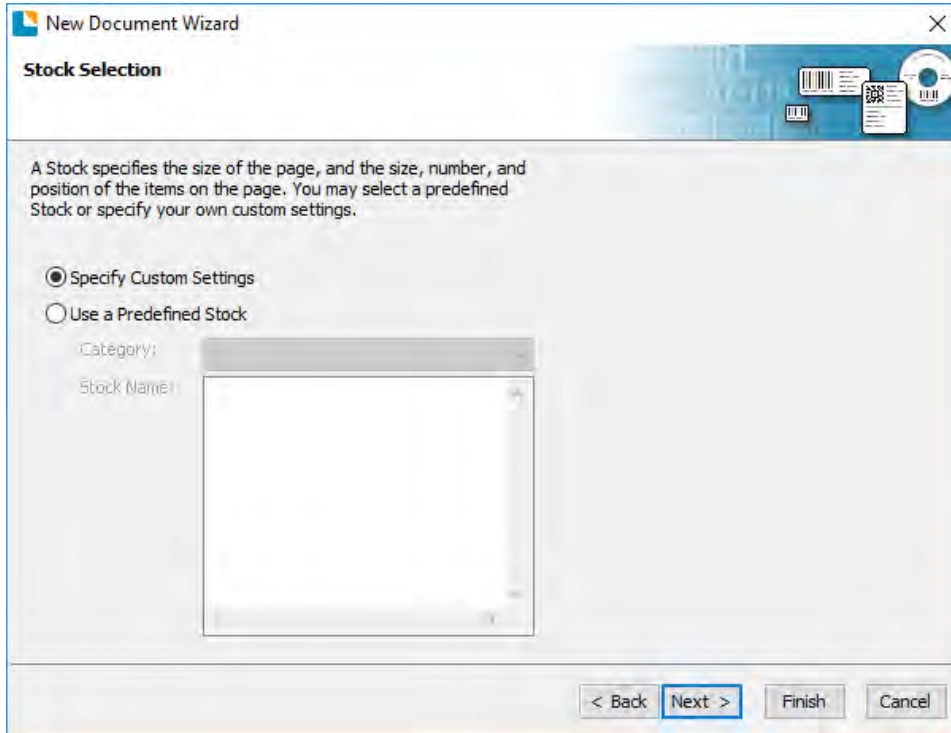 New Document Wizard
Stock Selection
A Stock specifies the size of the page, and the size, number, and
position of the items on the page. You may select a predefined
Stock or specify your own custom settings.
Specify Custom Settings
Use a Predefined Stock
Category:
Stock Name:
< Back Next > Finish Cancel